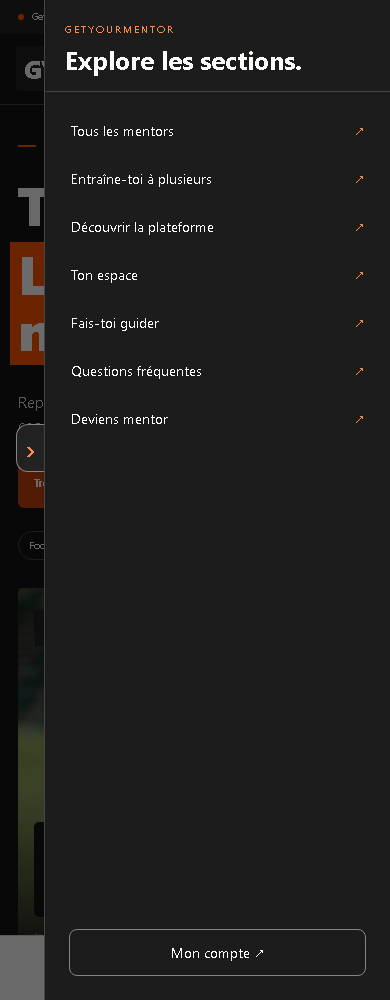 GETYOURMENTOR
Explore les sections.
Tous les mentors ↗
Entraîne-toi à plusieurs ↗
Découvrir la plateforme ↗
Ton espace ↗
Fais-toi guider ↗
Questions fréquentes ↗
Deviens mentor ↗
Mon compte ↗